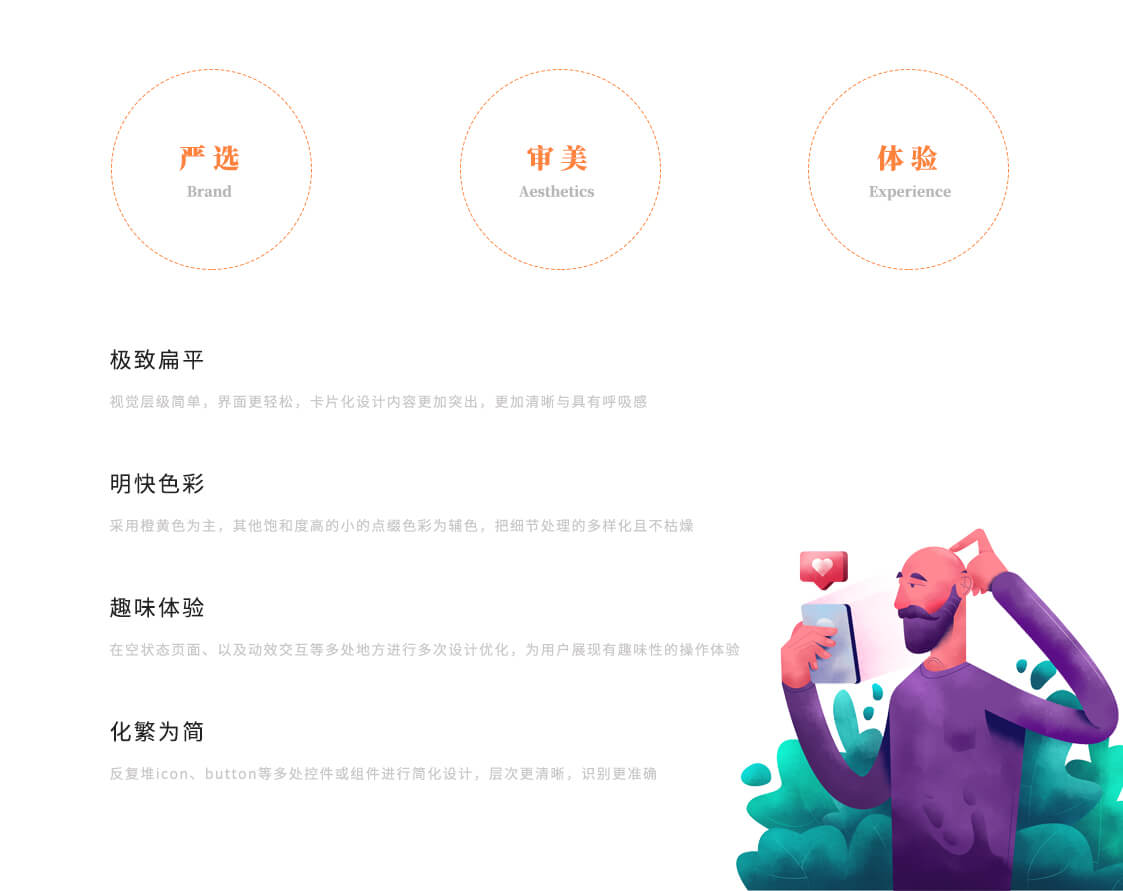 严选
Brand
审美
Aesthetics
体验
Experience
极致扁平
视觉层级简单，界面更轻松，卡片化设计内容更加突出，更加清晰与具有呼吸感
明快色彩
采用橙黄色为主，其他饱和度高的小的点缀色彩为辅色，把细节处理的多样化且不枯燥
趣味体验
在空状态页面、以及动效交互等多处地方进行多次设计优化，为用户展现有趣味性的操作体验
化繁为简
反复堆icon、button等多处控件或组件进行简化设计，层次更清晰，识别更准确